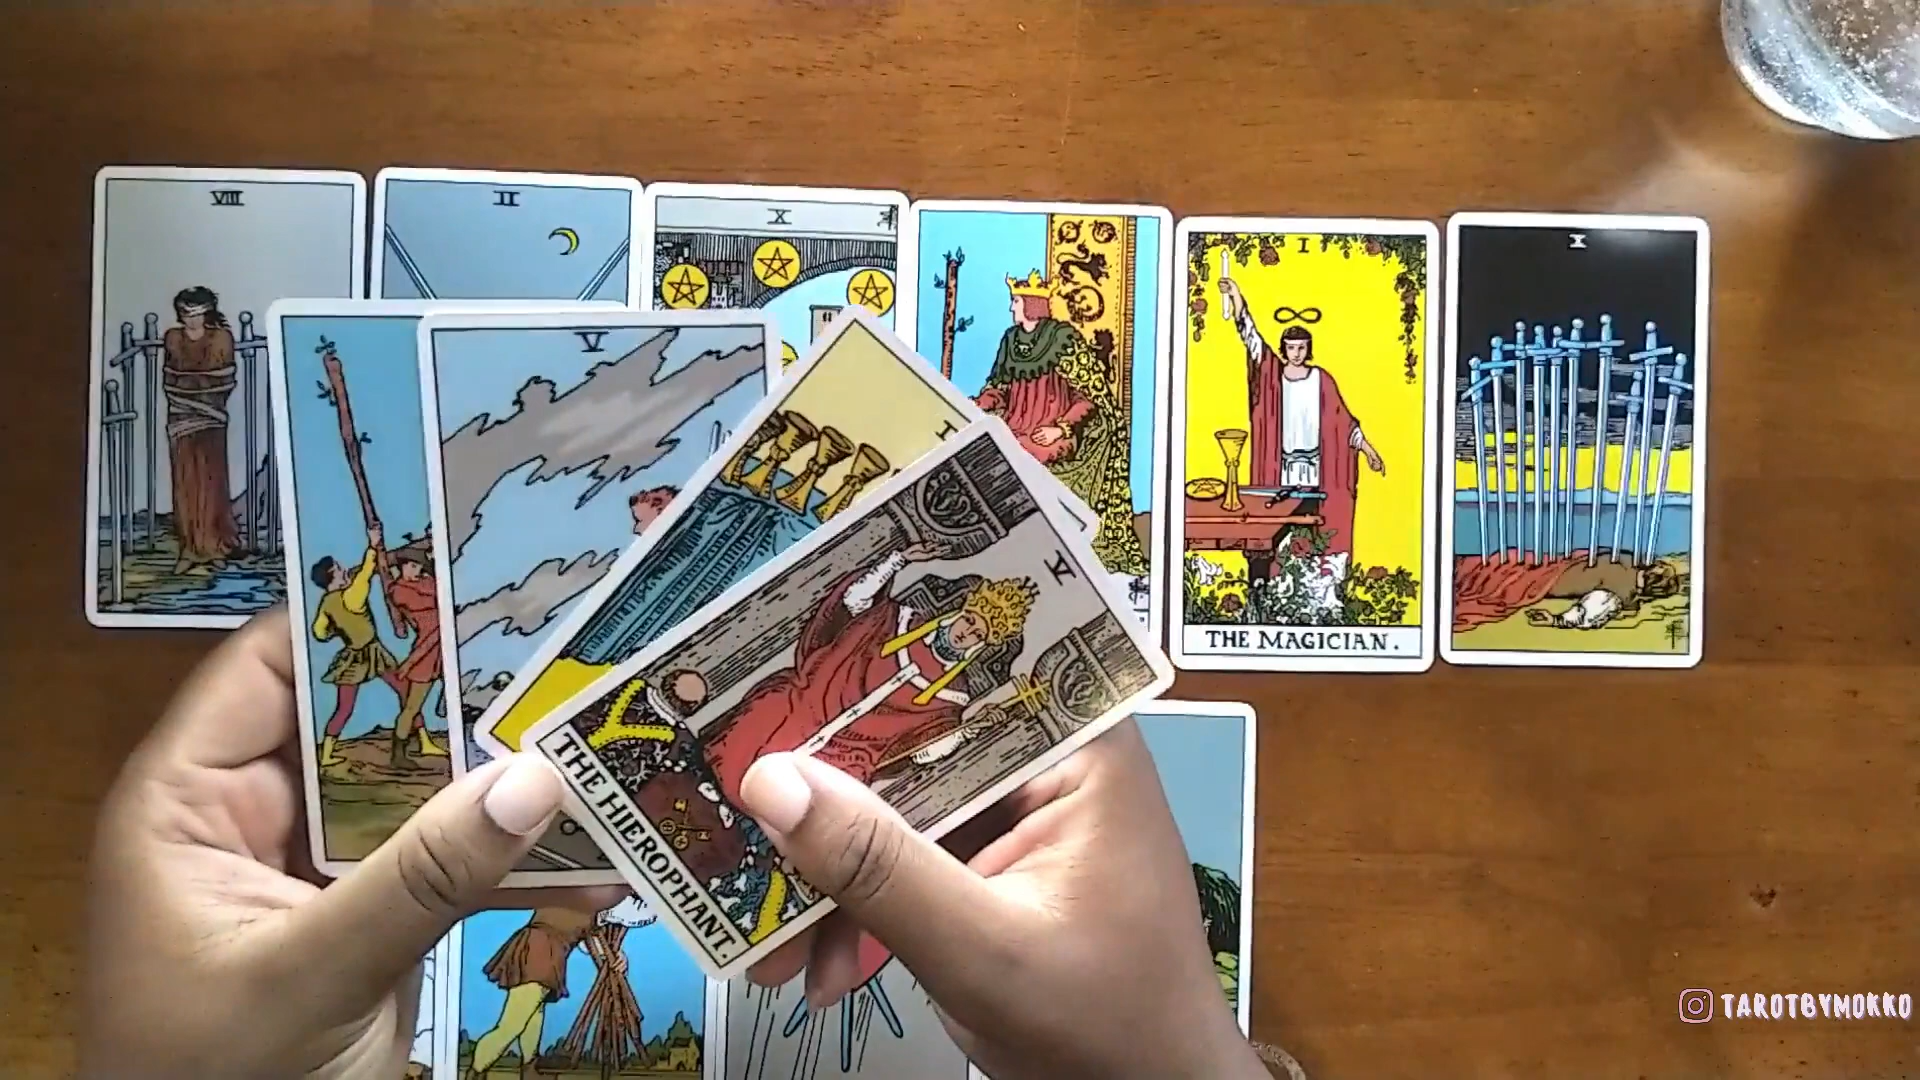 VIII
II
X
I
THE MAGICIAN.
X
V
V
THE HIEROPHANT.
TAROTBYMOKKO